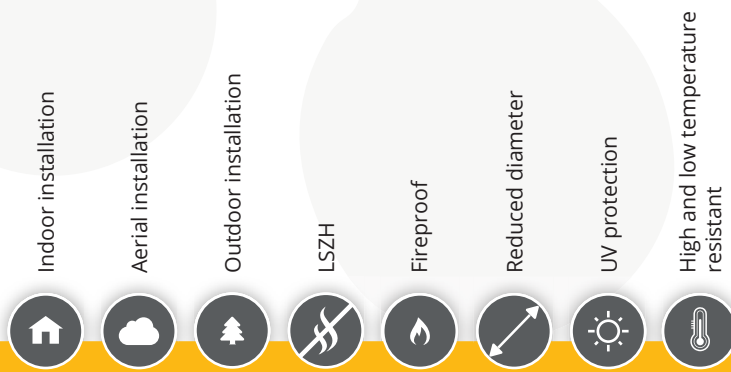 Indoor installation
Aerial installation
Outdoor installation
LSZH
Fireproof
Reduced diameter
UV protection
High and low temperature
resistant